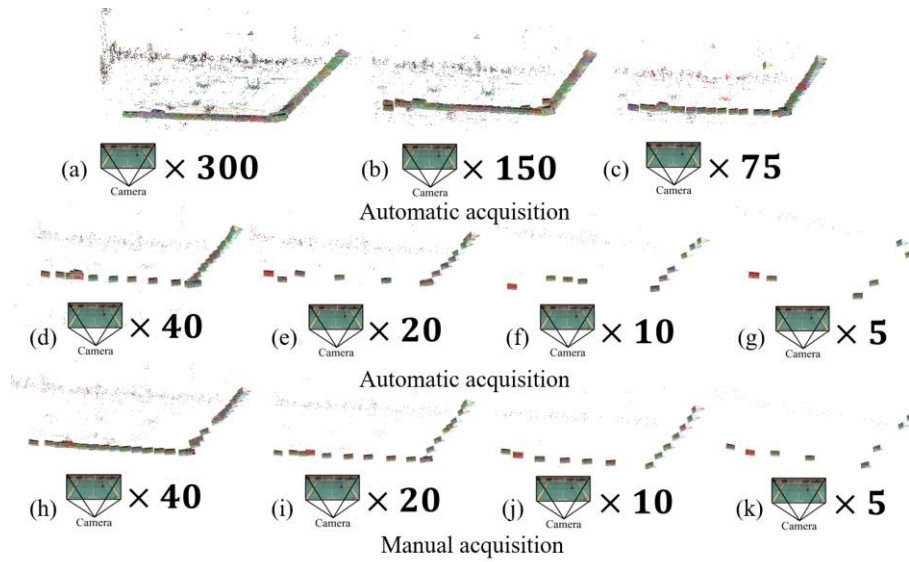 (a) Camera × 300
(b) Camera × 150
(c) Camera × 75
Automatic acquisition
(d) Camera × 40
(e) Camera × 20
(f) Camera × 10
(g) Camera × 5
Automatic acquisition
(h) Camera × 40
(i) Camera × 20
(j) Camera × 10
(k) Camera × 5
Manual acquisition